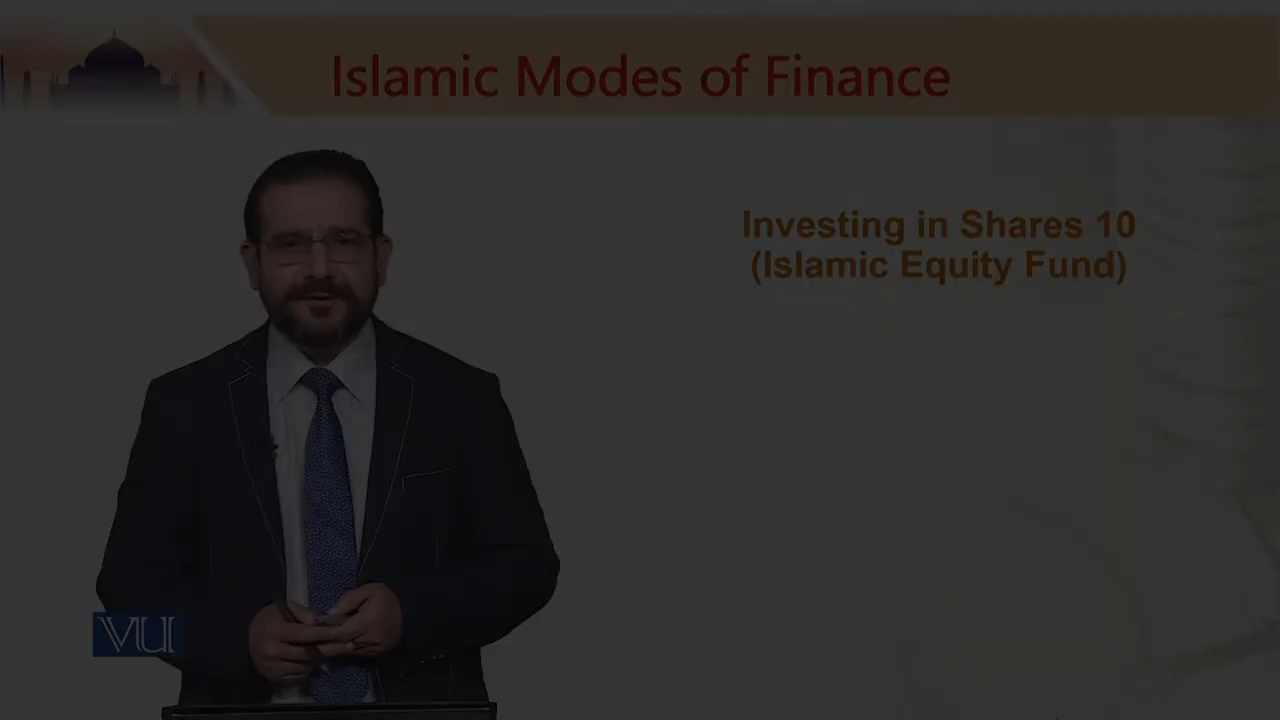 Islamic Modes of Finance
Investing in Shares 10
(Islamic Equity Fund)
VU